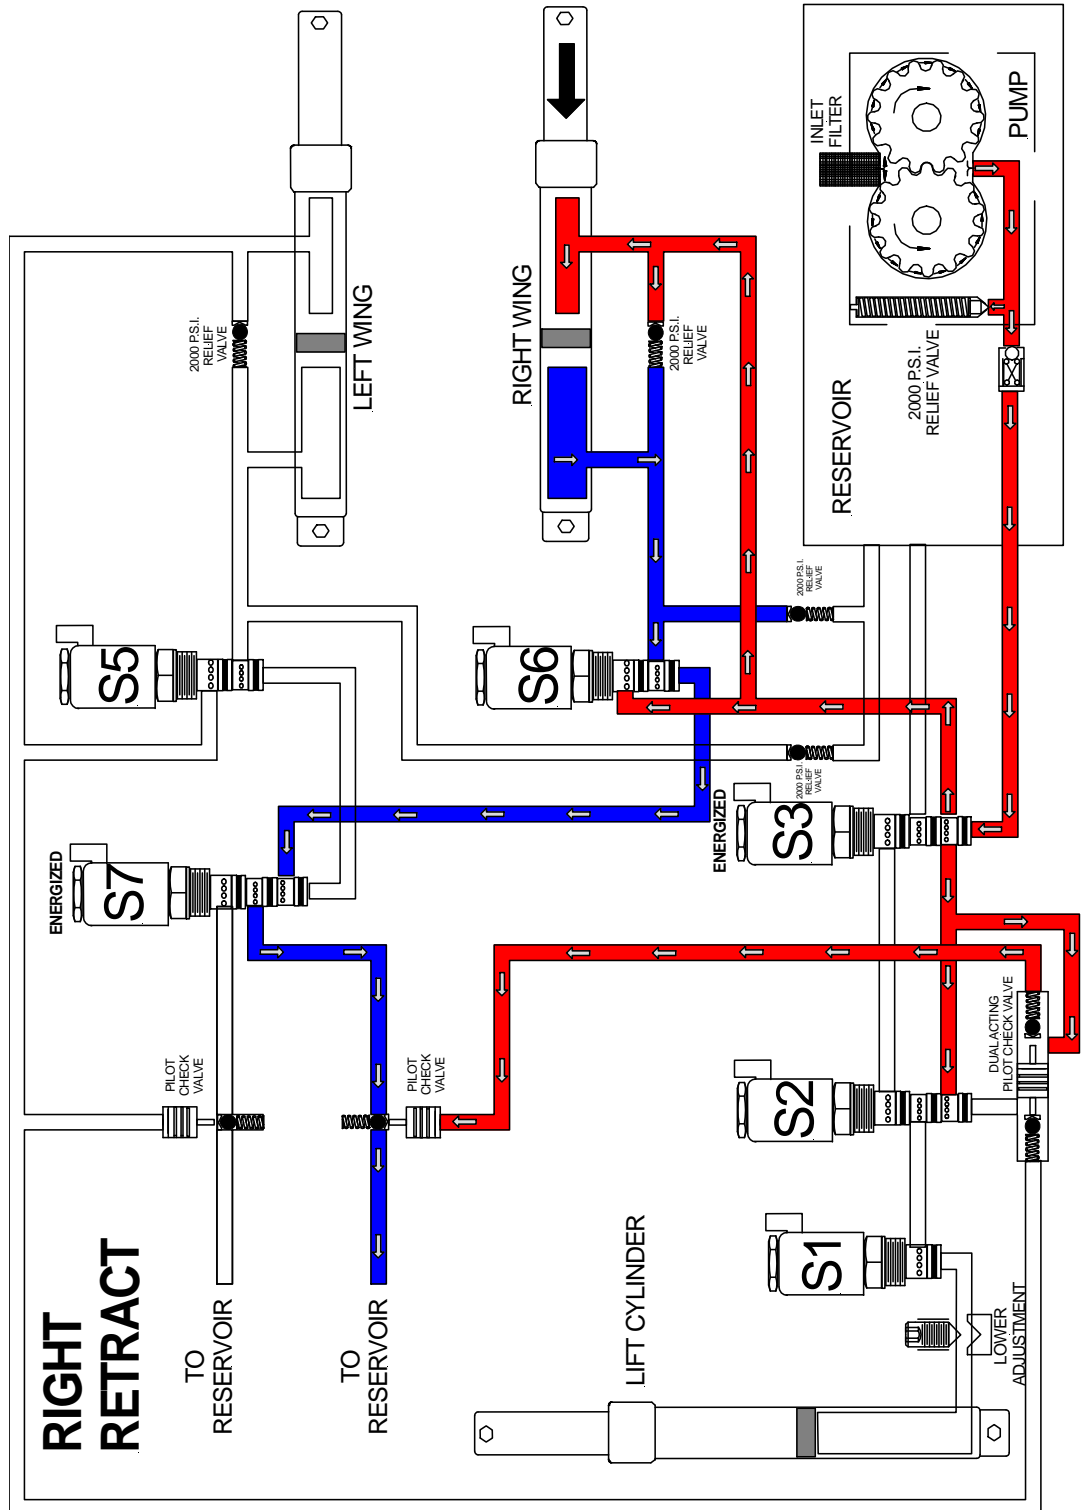 RIGHT
RETRACT
TO
RESERVOIR
TO
RESERVOIR
LIFT CYLINDER
LOWER
ADJUSTMENT
S1
S2
DUAL ACTING
PILOT CHECK VALVE
PILOT
CHECK
VALVE
PILOT
CHECK
VALVE
ENERGIZED
S7
ENERGIZED
S3
S5
S6
2000 P.S.I.
RELIEF
VALVE
2000 P.S.I.
RELIEF
VALVE
2000 P.S.I.
RELIEF
VALVE
LEFT WING
2000 P.S.I.
RELIEF
VALVE
RIGHT WING
RESERVOIR
2000 P.S.I.
RELIEF VALVE
INLET
FILTER
PUMP